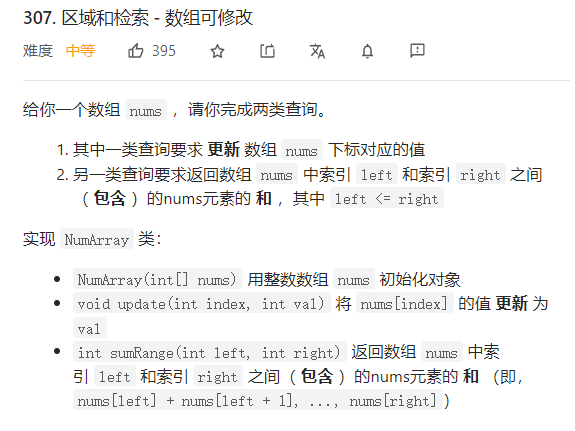 307. 区域和检索 - 数组可修改
难度 中等 395
给你一个数组 nums ，请你完成两类查询。
1. 其中一类查询要求 更新 数组 nums 下标对应的值
2. 另一类查询要求返回数组 nums 中索引 left 和索引 right 之间
（ 包含 ）的nums元素的 和 ，其中 left <= right
实现 NumArray 类：
NumArray(int[] nums) 用整数数组 nums 初始化对象
void update(int index, int val) 将 nums[index] 的值 更新 为
val
int sumRange(int left, int right) 返回数组 nums 中索
引 left 和索引 right 之间（ 包含 ）的nums元素的 和 （即，
nums[left] + nums[left + 1], ..., nums[right] ）